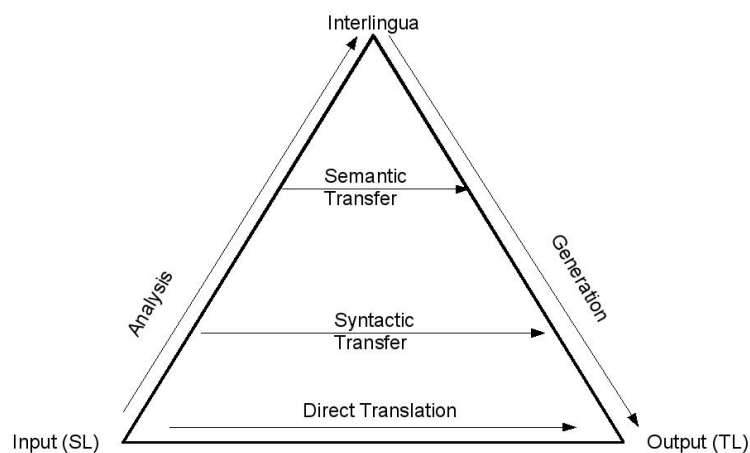 Interlingua
Semantic
Transfer
Analysis
Generation
Syntactic
Transfer
Direct Translation
Input (SL)
Output (TL)